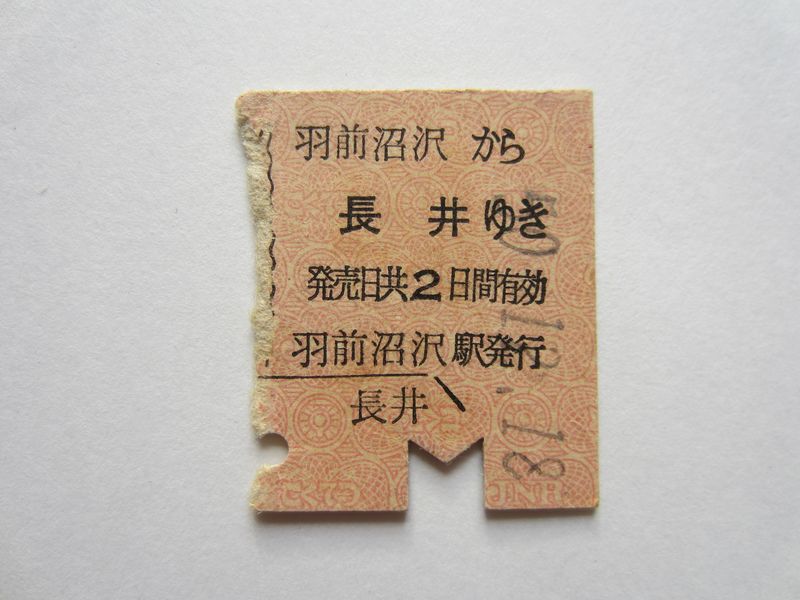 羽前沼沢 から
長 井 ゆき
発売日共2日間有効
羽前沼沢 駅発行
長井
JNR